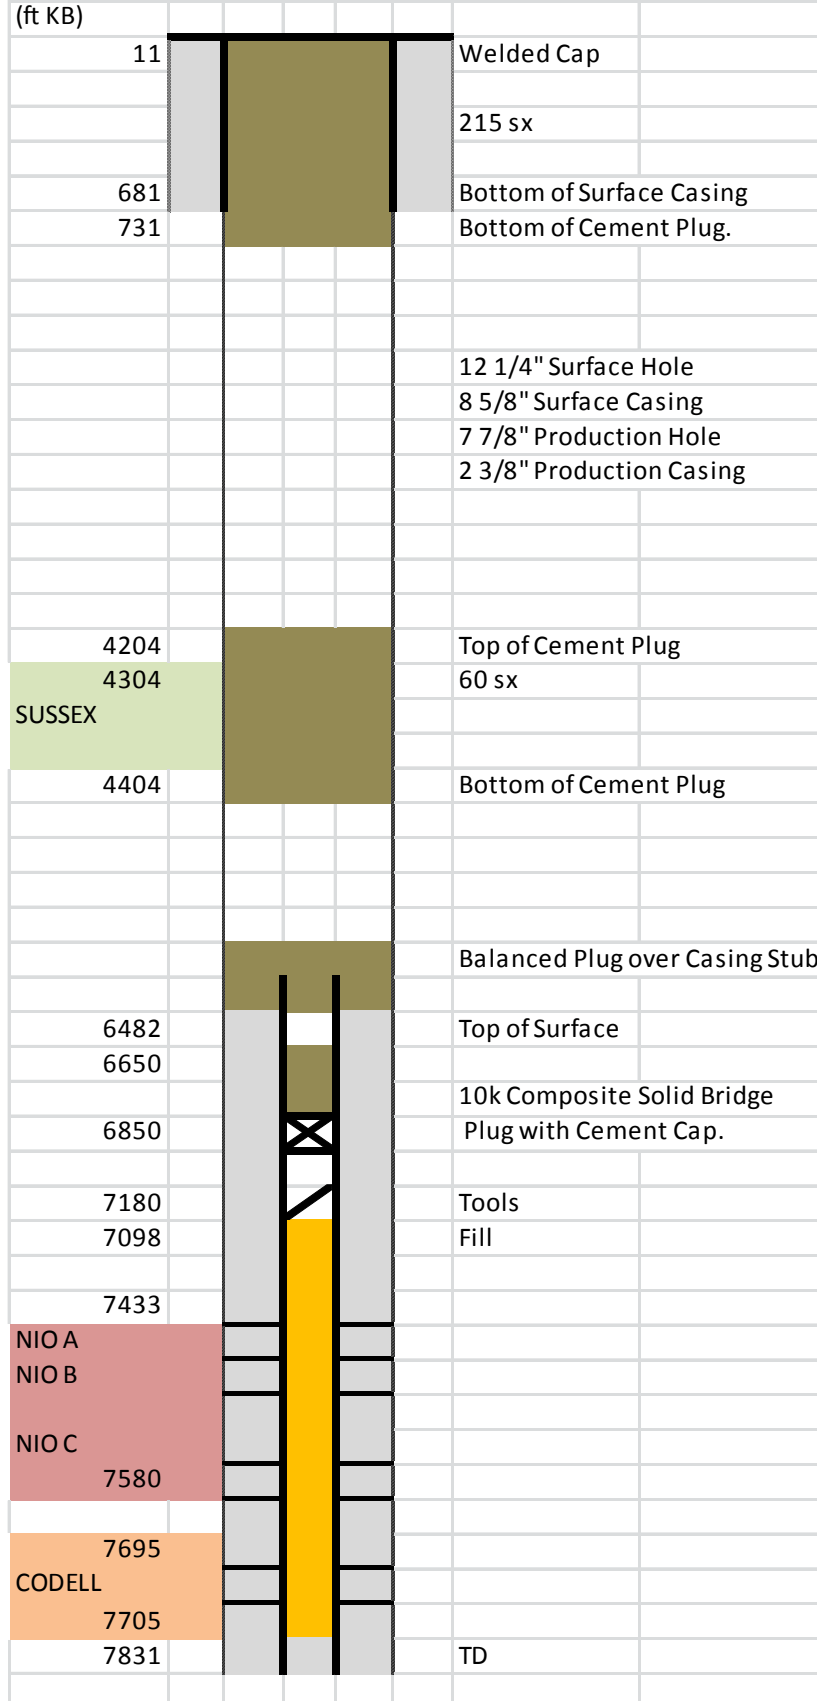 (ft KB)
11 Welded Cap
215 sx
681 Bottom of Surface Casing
731 Bottom of Cement Plug.
12 1/4" Surface Hole
8 5/8" Surface Casing
7 7/8" Production Hole
2 3/8" Production Casing
4204 Top of Cement Plug
4304 60 sx
SUSSEX
4404 Bottom of Cement Plug
Balanced Plug over Casing Stub
6482 Top of Surface
6650
10k Composite Solid Bridge
6850 Plug with Cement Cap.
7180 Tools
7098 Fill
7433
NIO A
NIO B
NIO C
7580
7695
CODELL
7705
7831 TD